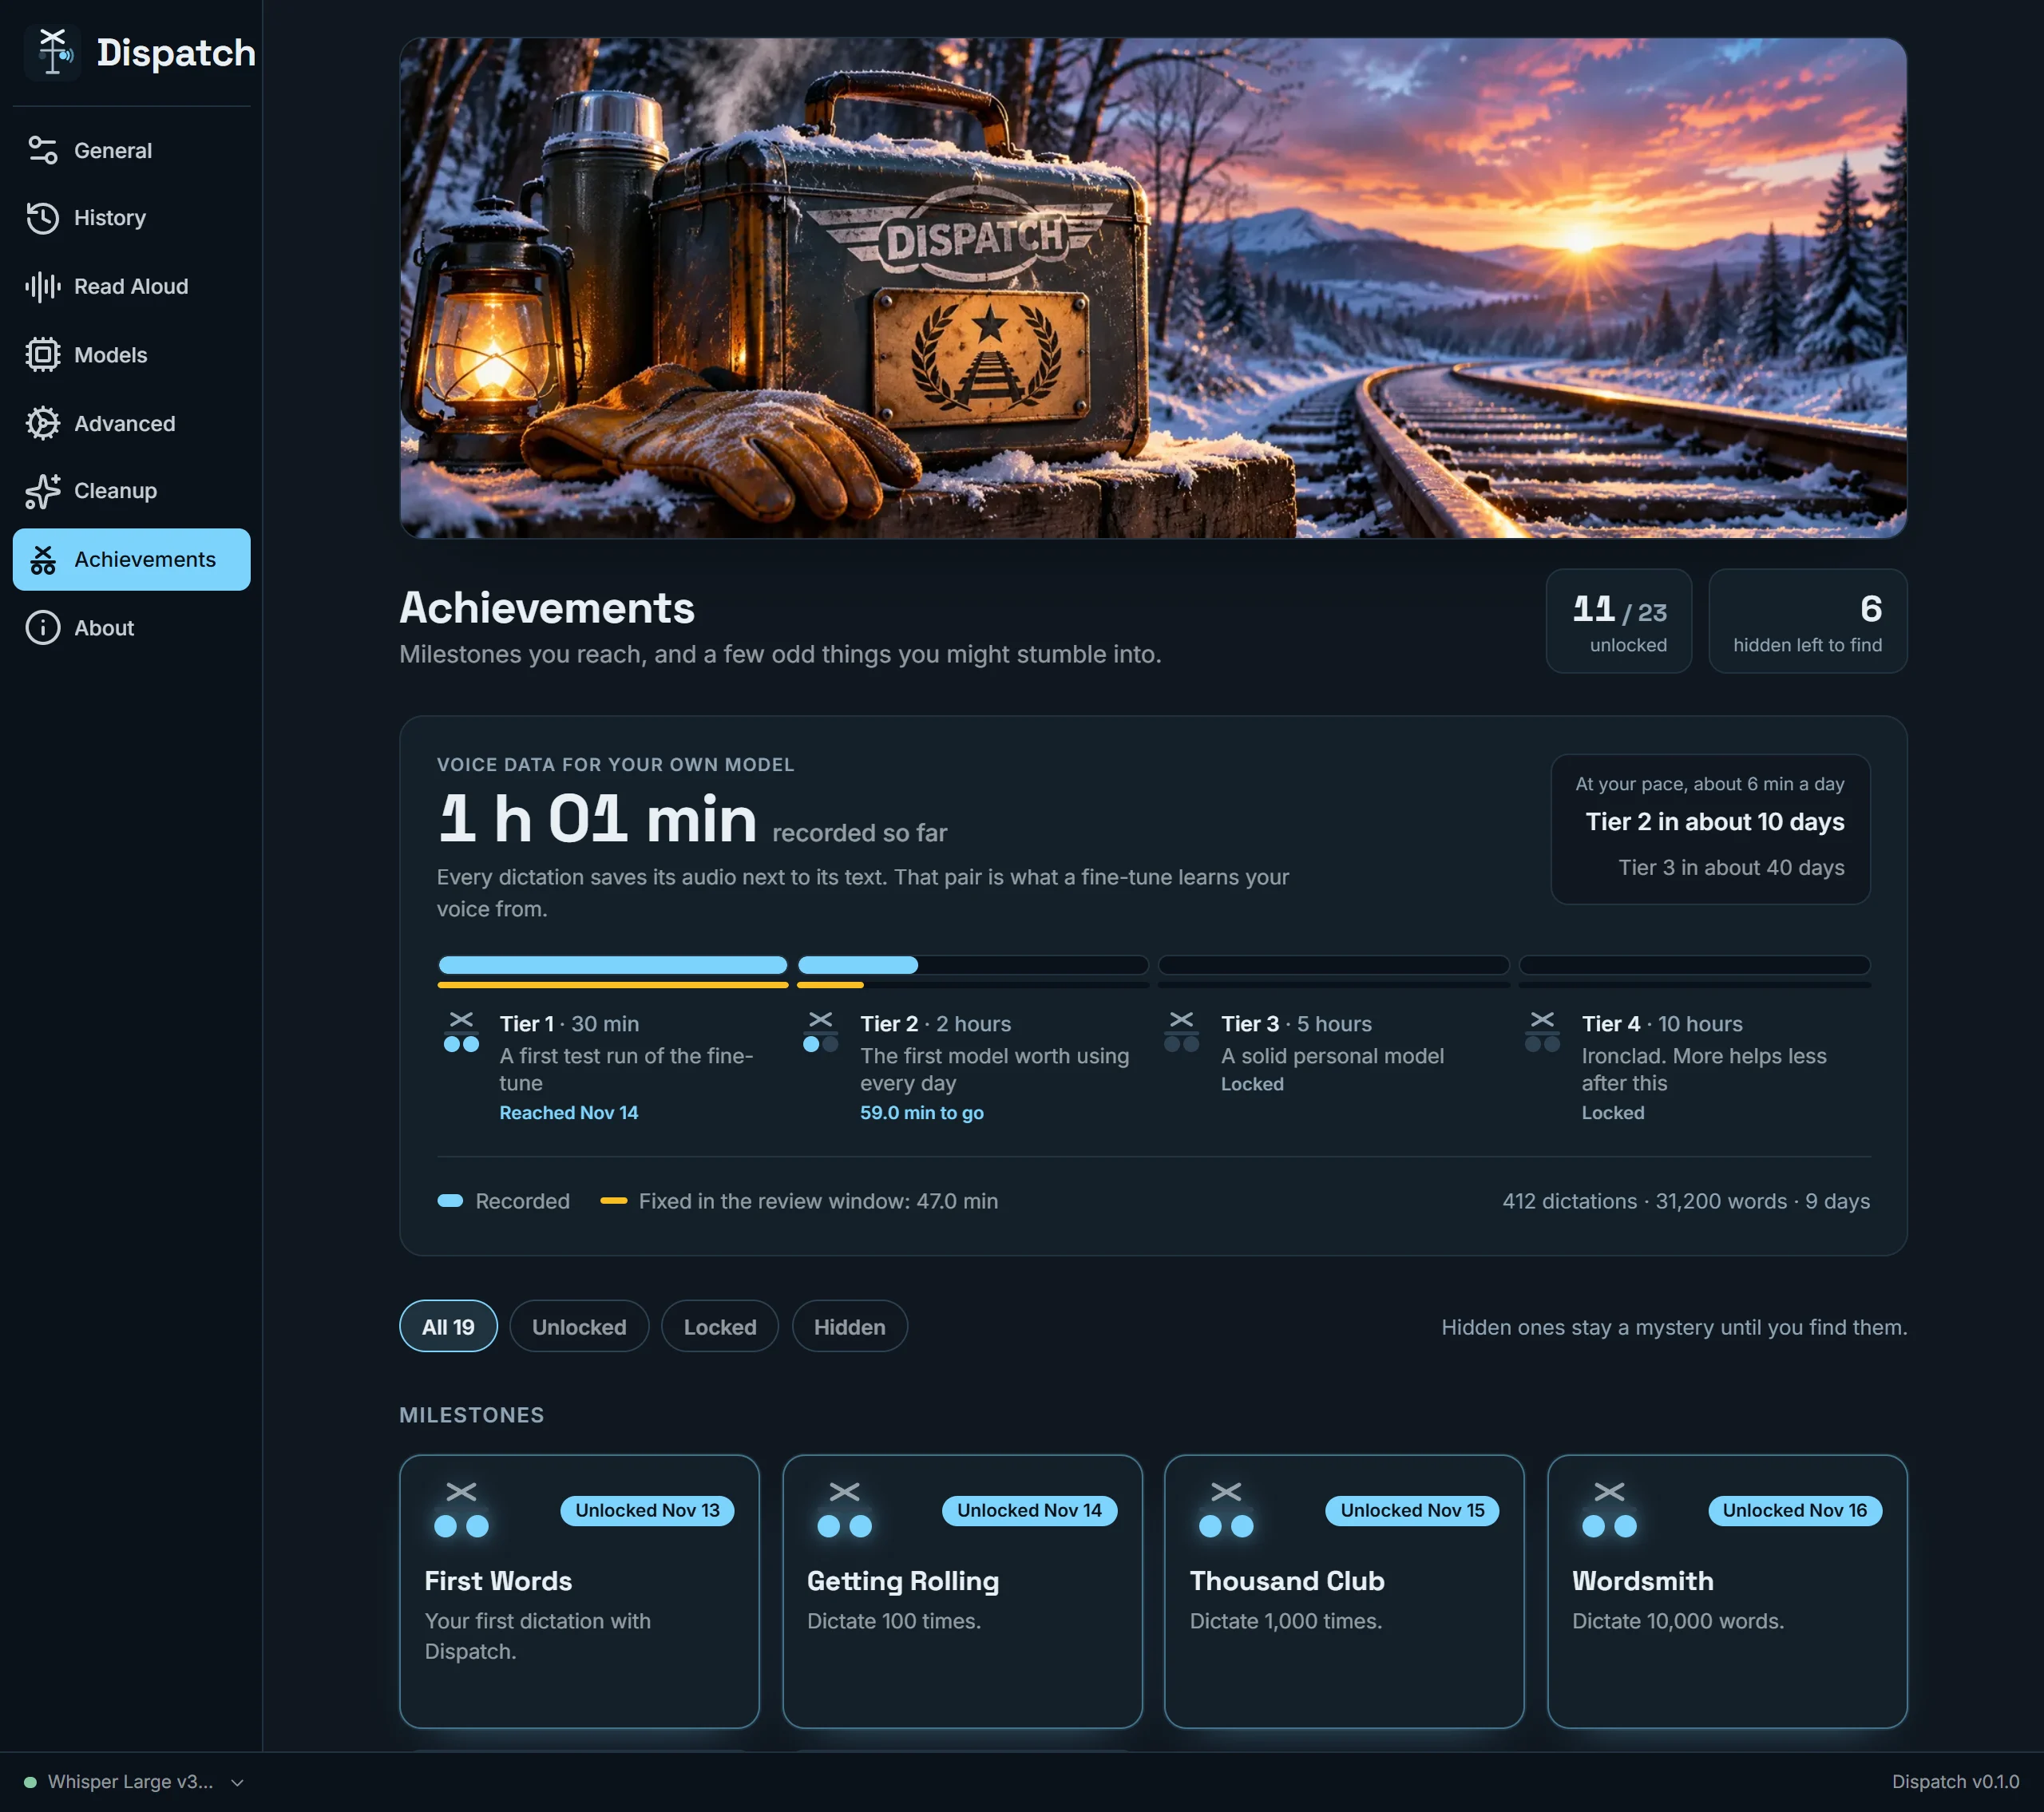 Dispatch
General
History
Read Aloud
Models
Advanced
Cleanup
Achievements
About
DISPATCH
Achievements
Milestones you reach, and a few odd things you might stumble into.
11 / 23
unlocked
6
hidden left to find
VOICE DATA FOR YOUR OWN MODEL
1 h 01 min recorded so far
Every dictation saves its audio next to its text. That pair is what a fine-tune learns your
voice from.
At your pace, about 6 min a day
Tier 2 in about 10 days
Tier 3 in about 40 days
Tier 1 · 30 min
A first test run of the fine-
tune
Reached Nov 14
Tier 2 · 2 hours
The first model worth using
every day
59.0 min to go
Tier 3 · 5 hours
A solid personal model
Locked
Tier 4 · 10 hours
Ironclad. More helps less
after this
Locked
Recorded
Fixed in the review window: 47.0 min
412 dictations · 31,200 words · 9 days
All 19
Unlocked
Locked
Hidden
Hidden ones stay a mystery until you find them.
MILESTONES
Unlocked Nov 13
First Words
Your first dictation with
Dispatch.
Unlocked Nov 14
Getting Rolling
Dictate 100 times.
Unlocked Nov 15
Thousand Club
Dictate 1,000 times.
Unlocked Nov 16
Wordsmith
Dictate 10,000 words.
Whisper Large v3...
Dispatch v0.1.0